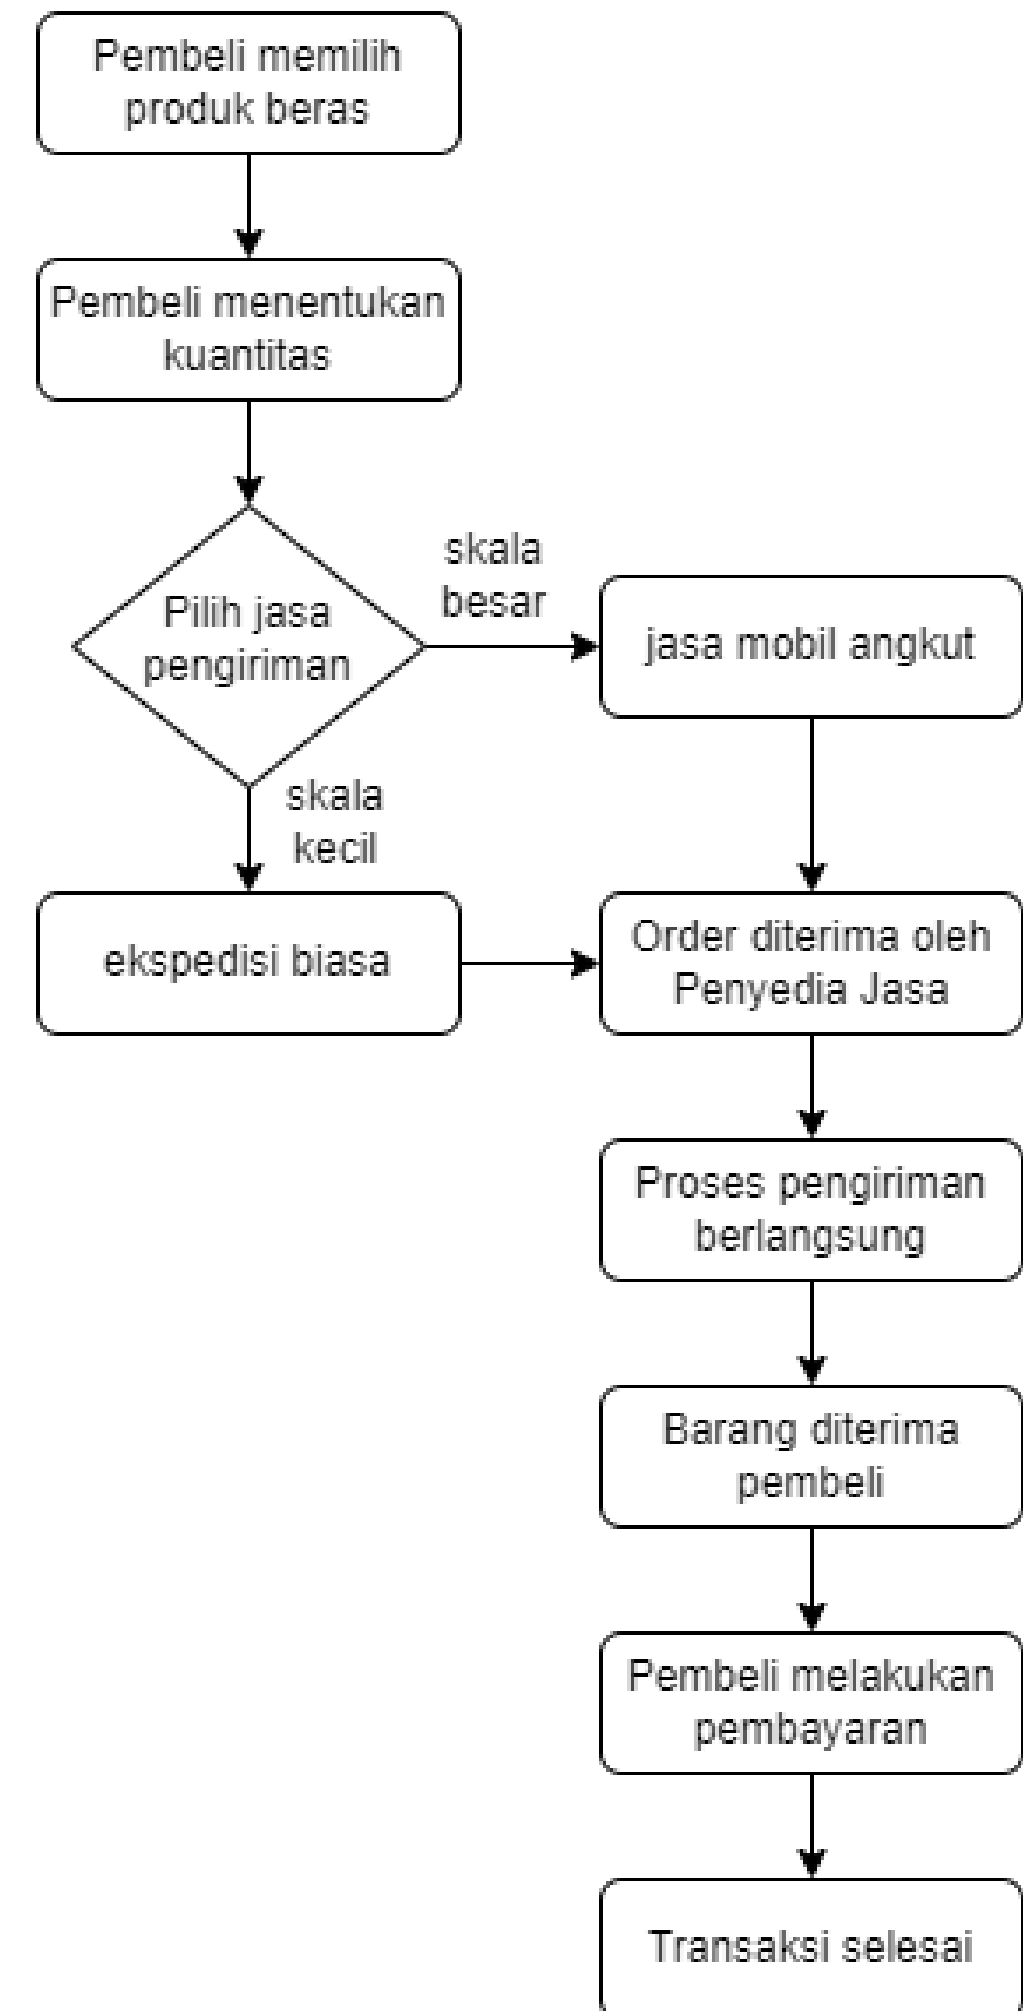 Pembeli memilih
produk beras
Pembeli menentukan
kuantitas
Pilih jasa
pengiriman
skala
besar
jasa mobil angkut
skala
kecil
ekspedisi biasa
Order diterima oleh
Penyedia Jasa
Proses pengiriman
berlangsung
Barang diterima
pembeli
Pembeli melakukan
pembayaran
Transaksi selesai